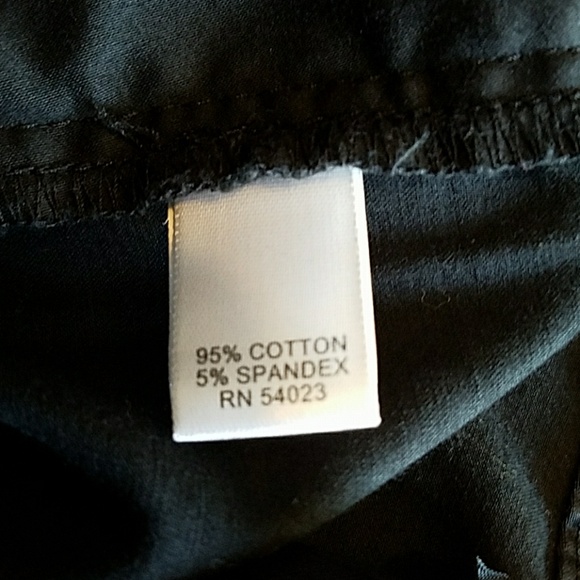 95% COTTON
5% SPANDEX
RN 54023